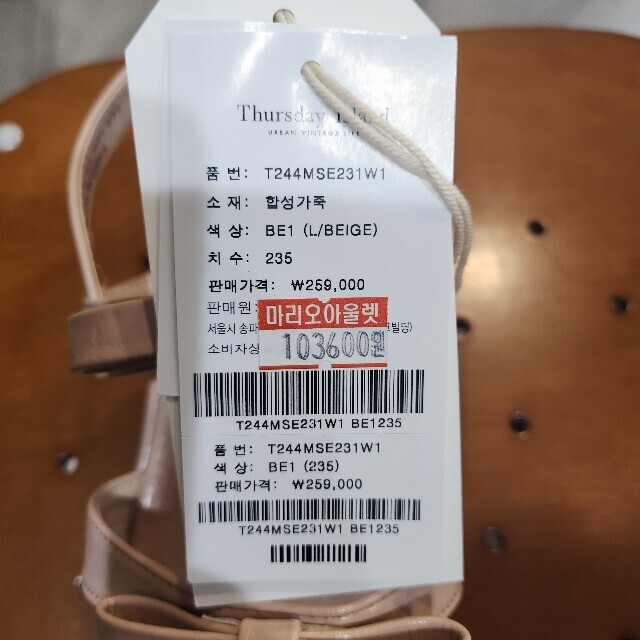 Thursday Island
URBAN VINTAGE LIFE
품 번: T244MSE231W1
소 재: 합성가죽
색 상: BE1 (L/BEIGE)
치 수: 235
판매가격: ₩259,000
판매원:
마리오아울렛
서울시 송파
빌딩)
소비자상
103600원
T244MSE231W1 BE1235
품 번: T244MSE231W1
색 상: BE1 (235)
판매가격: ₩259,000
T244MSE231W1 BE1235